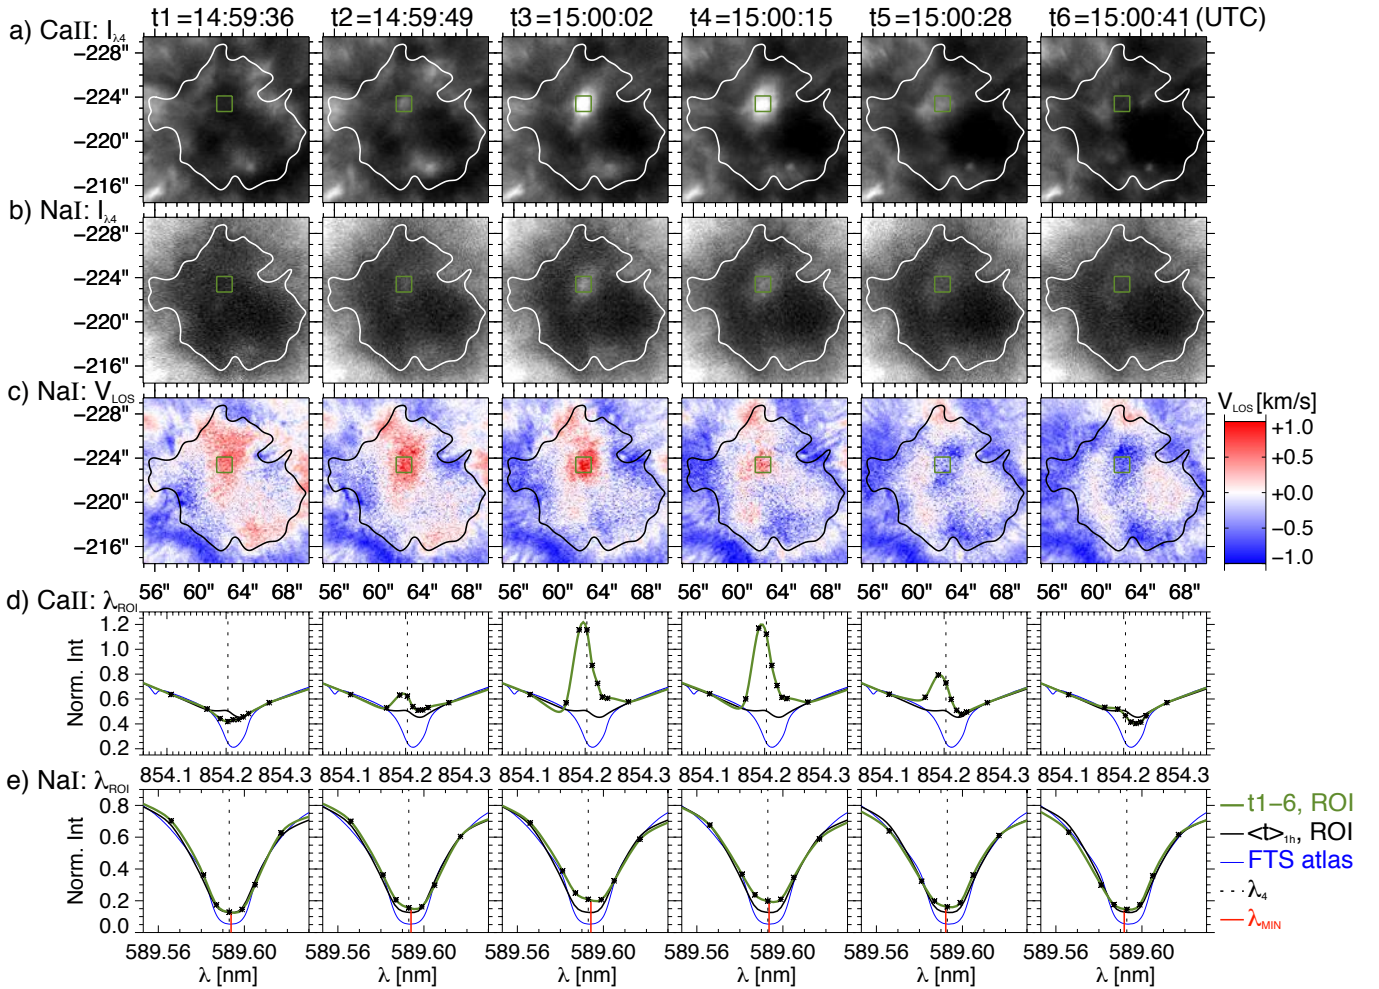 t1=14:59:36 t2=14:59:49 t3=15:00:02 t4=15:00:15 t5=15:00:28 t6=15:00:41 (UTC)
a) CaII: Iλ4
−228"
−224"
−220"
−216"
b) NaI: Iλ4
−228"
−224"
−220"
−216"
c) NaI: VLOS
−228"
−224"
−220"
−216"
VLOS [km/s]
+1.0
+0.5
+0.0
−0.5
−1.0
56" 60" 64" 68" 56" 60" 64" 68" 56" 60" 64" 68" 56" 60" 64" 68" 56" 60" 64" 68" 56" 60" 64" 68"
d) CaII: λROI
Norm. Int
1.2
1.0
0.8
0.6
0.4
0.2
854.1 854.2 854.3 854.1 854.2 854.3 854.1 854.2 854.3 854.1 854.2 854.3 854.1 854.2 854.3 854.1 854.2 854.3
e) NaI: λROI
Norm. Int
0.8
0.6
0.4
0.2
0.0
589.56 589.60 589.56 589.60 589.56 589.60 589.56 589.60 589.56 589.60 589.56 589.60
λ [nm] λ [nm] λ [nm] λ [nm] λ [nm] λ [nm]
t1−6, ROI
<t>1h, ROI
FTS atlas
λ4
λMIN